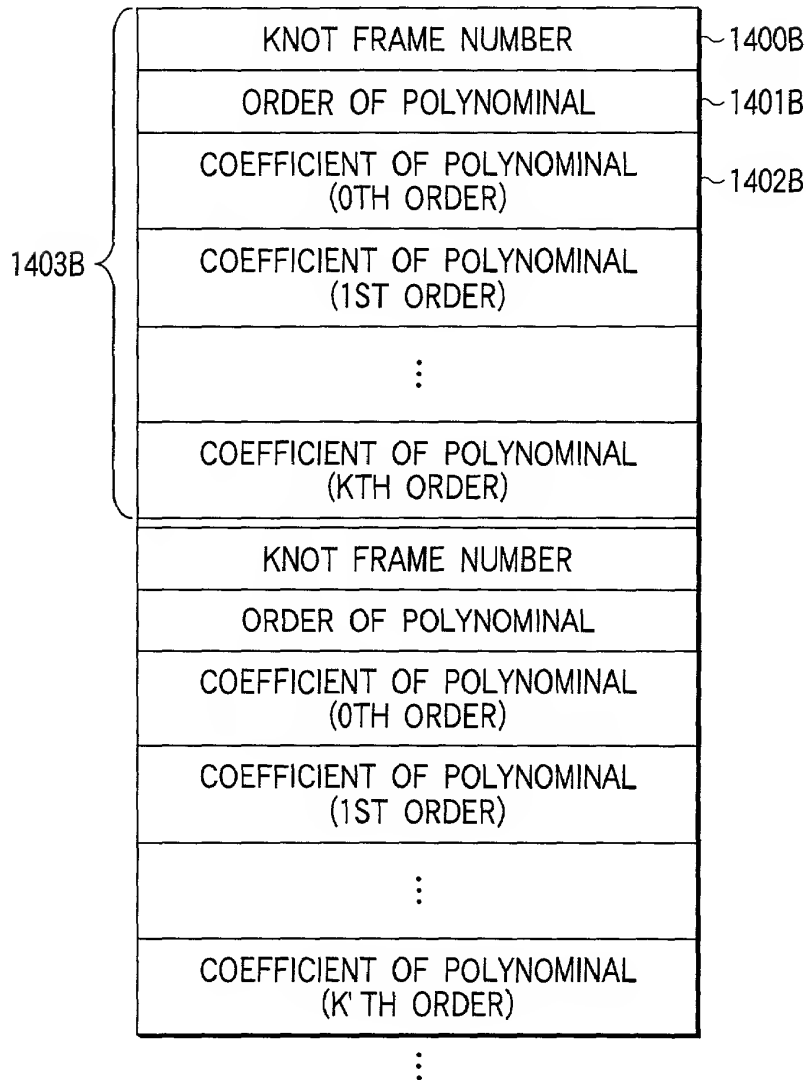 KNOT FRAME NUMBER
1400B
ORDER OF POLYNOMINAL
1401B
COEFFICIENT OF POLYNOMINAL
(0TH ORDER)
1402B
1403B
COEFFICIENT OF POLYNOMINAL
(1ST ORDER)
⋮
COEFFICIENT OF POLYNOMINAL
(KTH ORDER)
KNOT FRAME NUMBER
ORDER OF POLYNOMINAL
COEFFICIENT OF POLYNOMINAL
(0TH ORDER)
COEFFICIENT OF POLYNOMINAL
(1ST ORDER)
⋮
COEFFICIENT OF POLYNOMINAL
(K' TH ORDER)
⋮